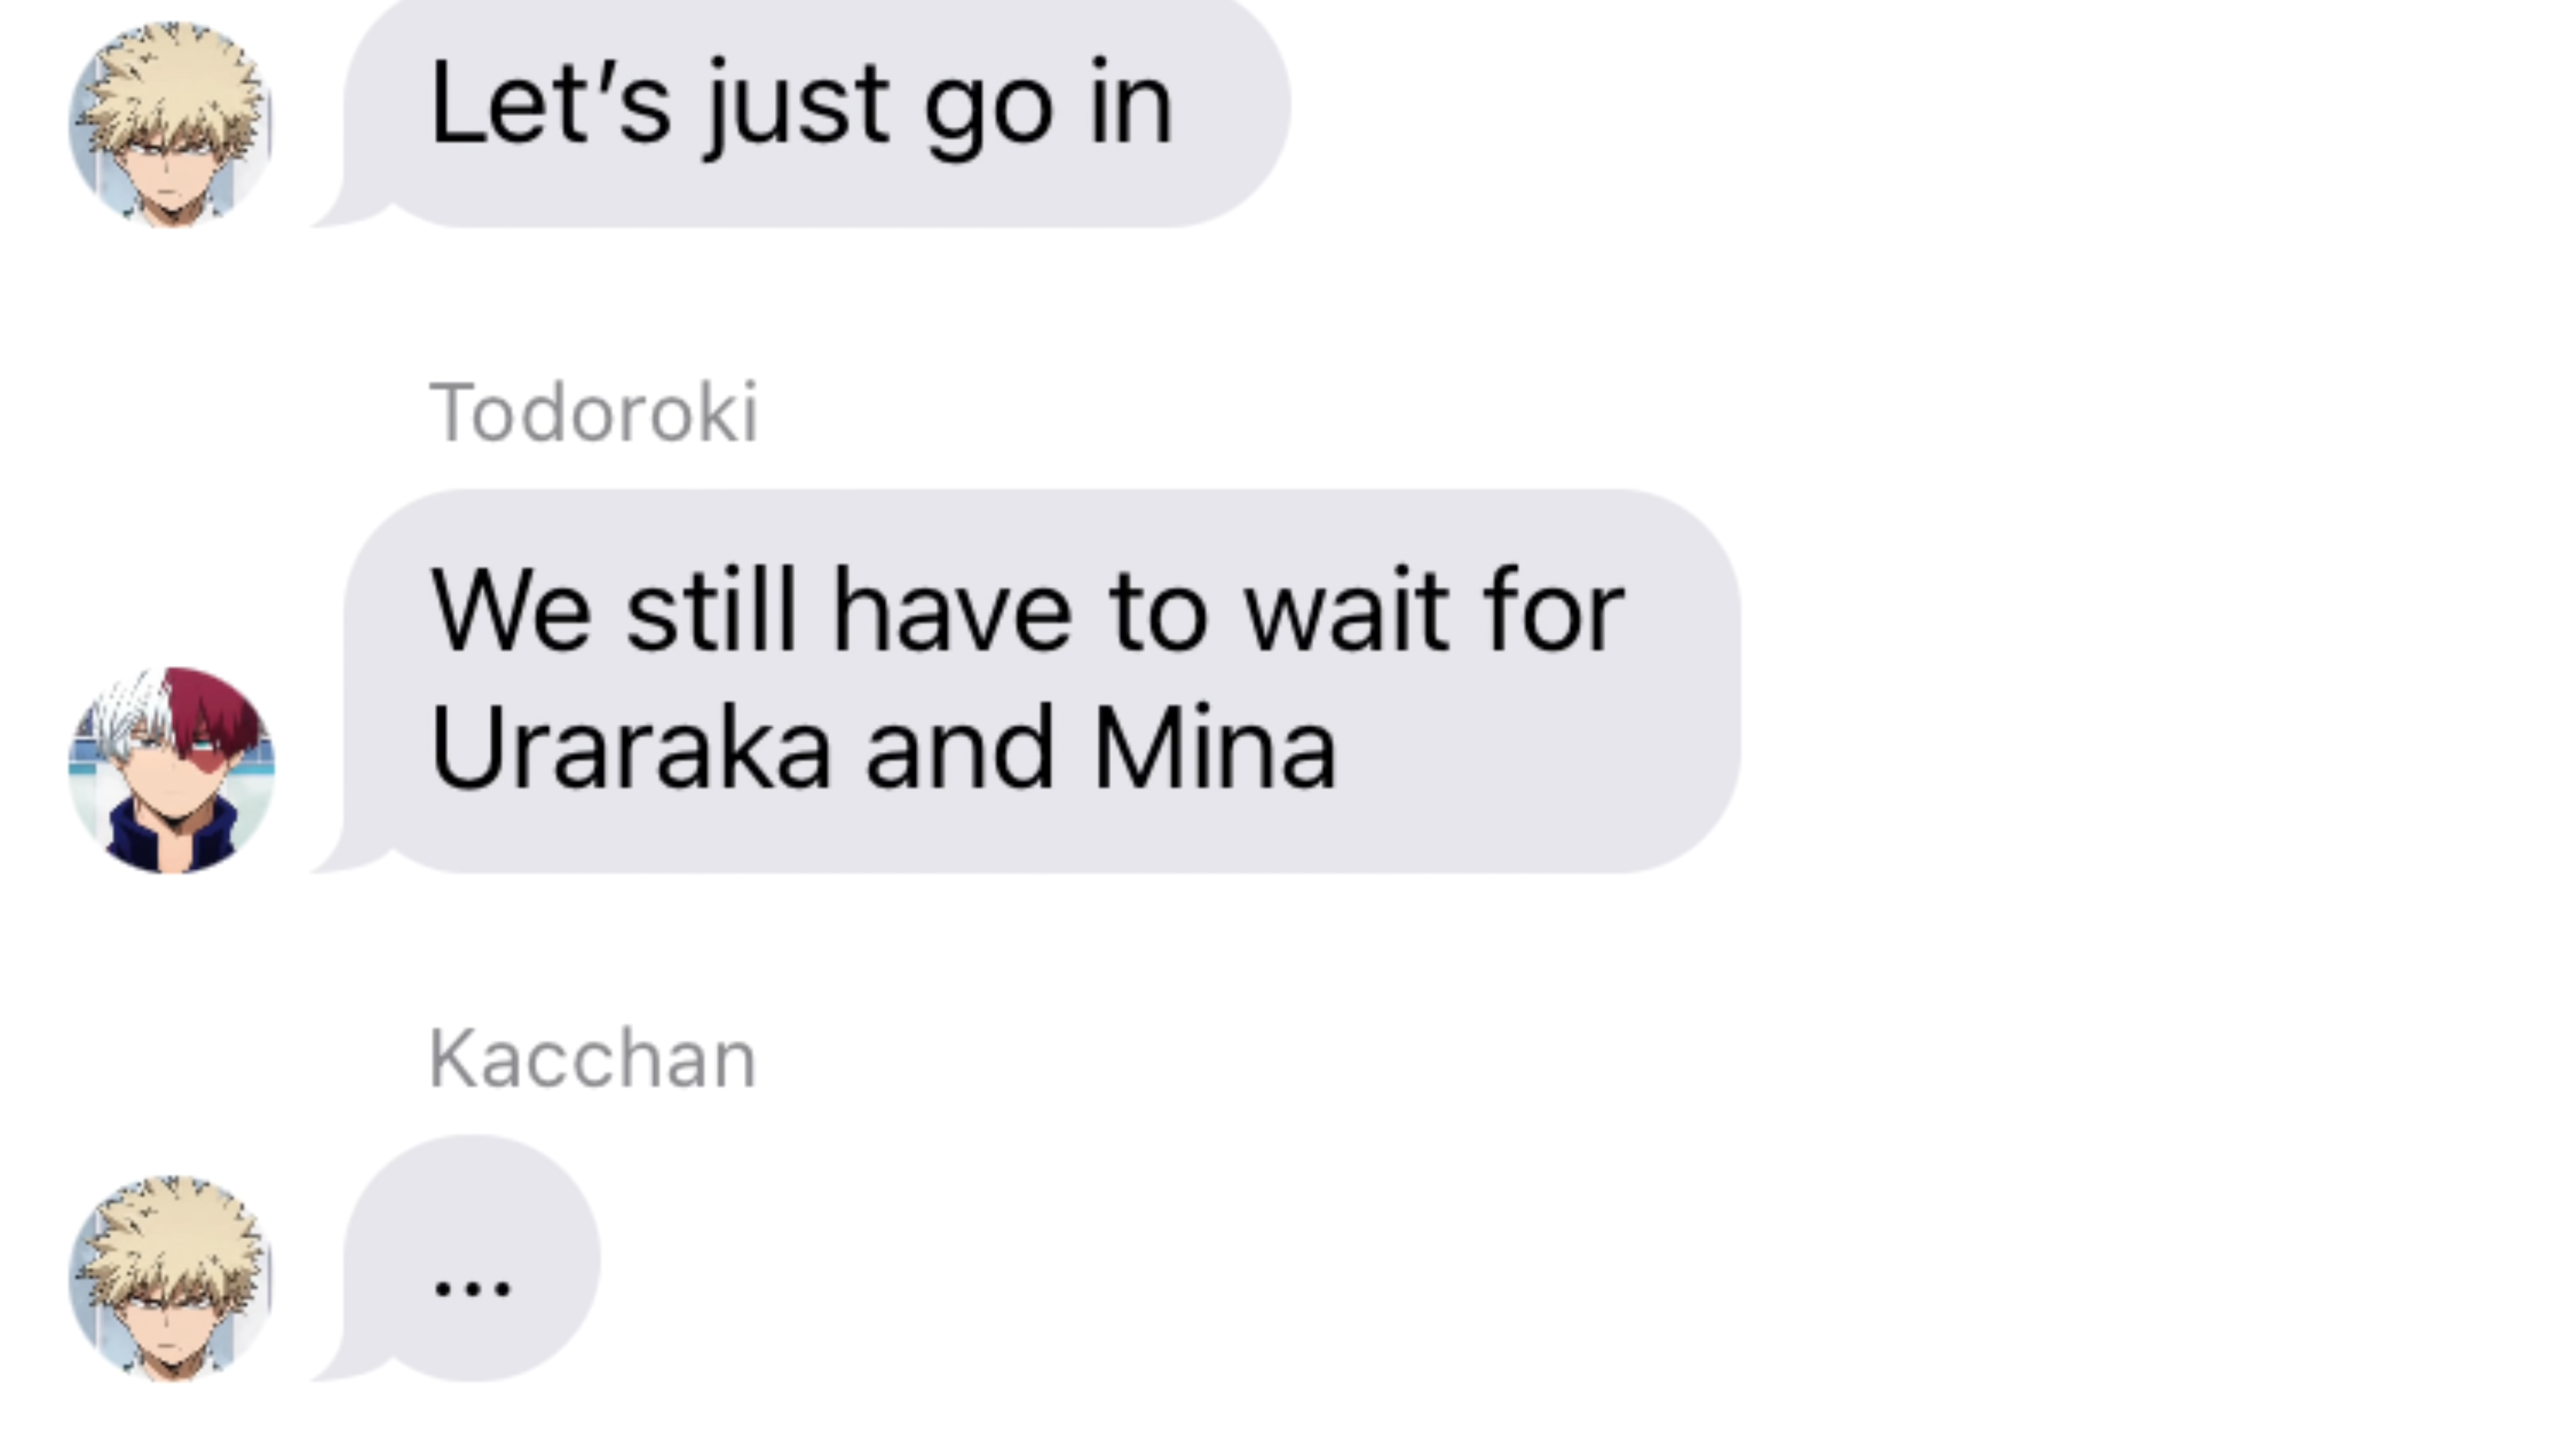 Let’s just go in
Todoroki
We still have to wait for
Uraraka and Mina
Kacchan
...